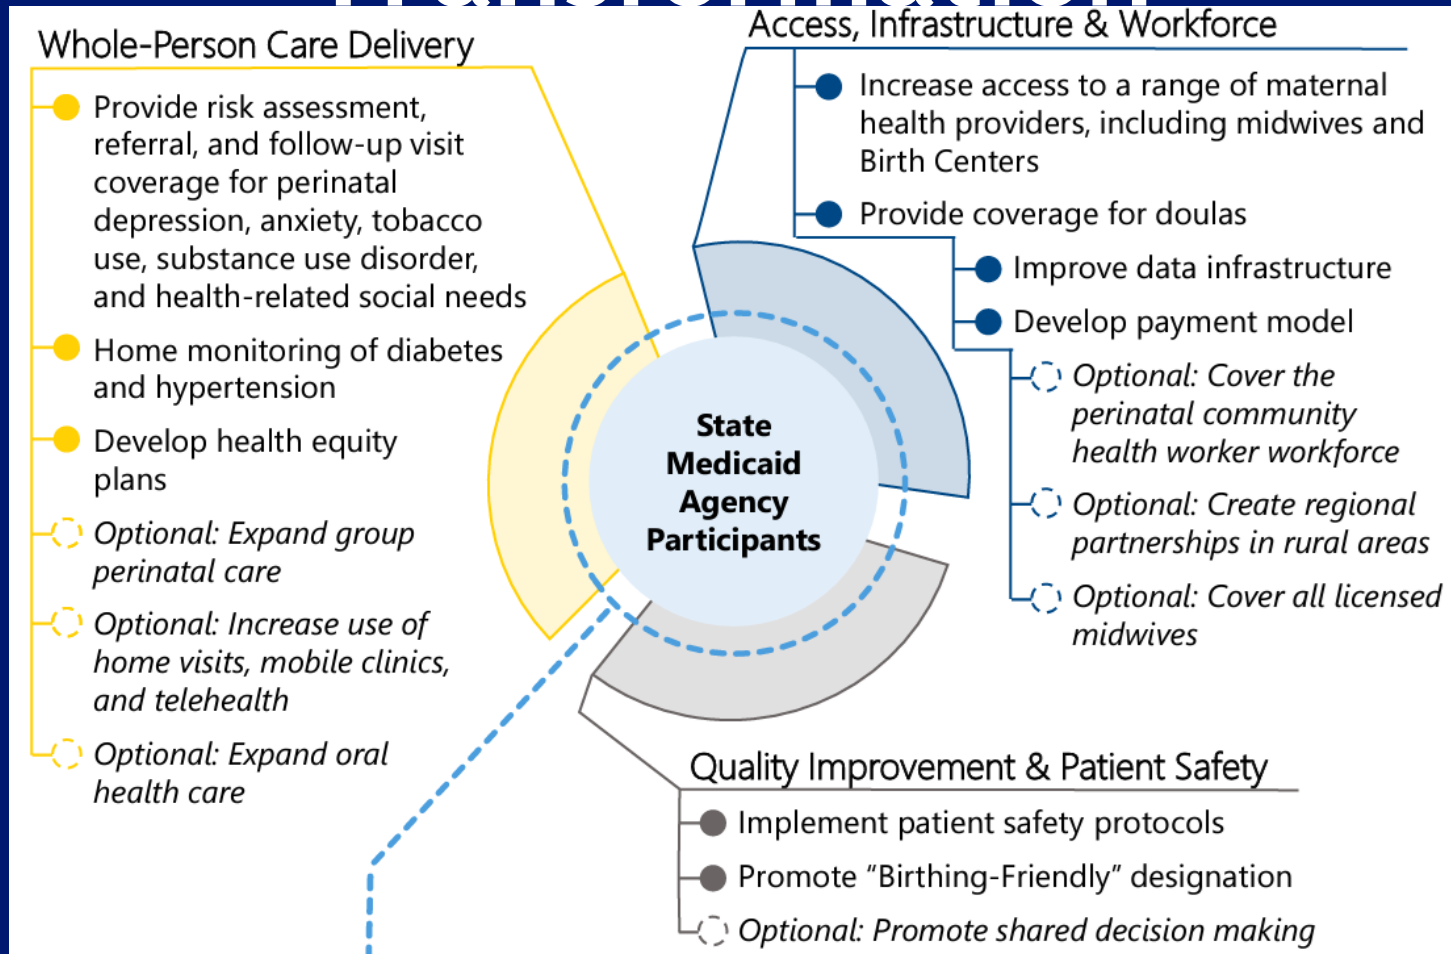 Whole-Person Care Delivery
Provide risk assessment,
referral, and follow-up visit
coverage for perinatal
depression, anxiety, tobacco
use, substance use disorder,
and health-related social needs
Home monitoring of diabetes
and hypertension
Develop health equity
plans
Optional: Expand group
perinatal care
Optional: Increase use of
home visits, mobile clinics,
and telehealth
Optional: Expand oral
health care
Access, Infrastructure & Workforce
Increase access to a range of maternal
health providers, including midwives and
Birth Centers
Provide coverage for doulas
Improve data infrastructure
Develop payment model
Optional: Cover the
perinatal community
health worker workforce
Optional: Create regional
partnerships in rural areas
Optional: Cover all licensed
midwives
State
Medicaid
Agency
Participants
Quality Improvement & Patient Safety
Implement patient safety protocols
Promote “Birthing-Friendly” designation
Optional: Promote shared decision making